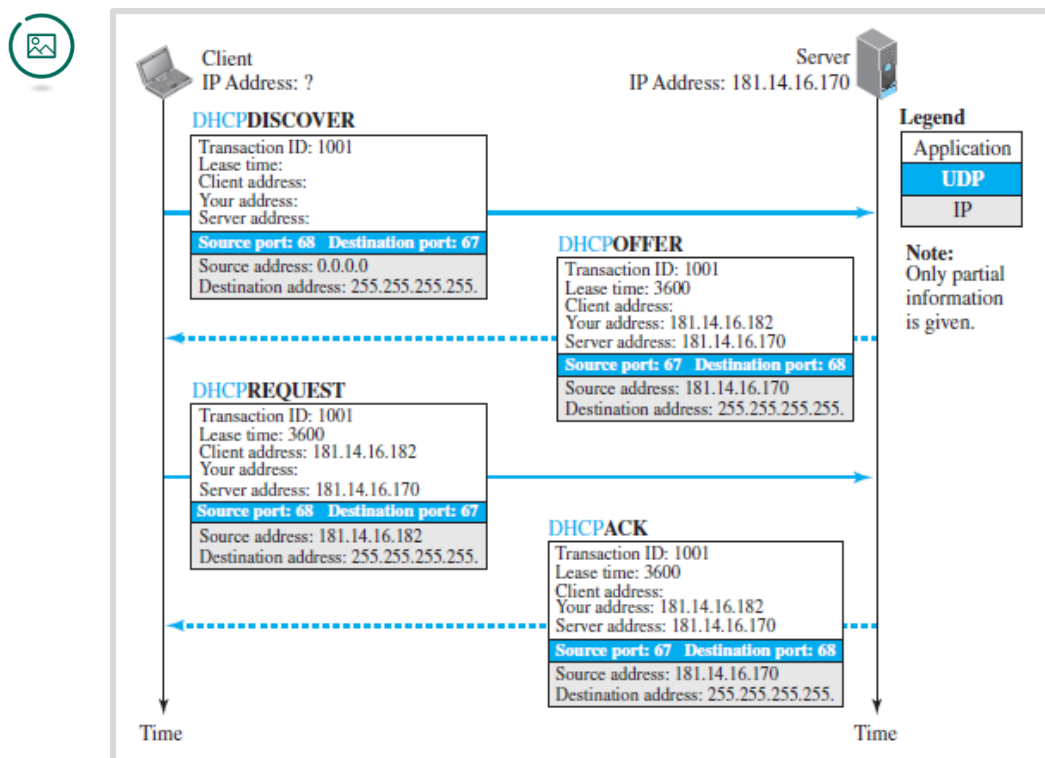 Client
IP Address: ?
Server
IP Address: 181.14.16.170
DHCPDISCOVER
Transaction ID: 1001
Lease time:
Client address:
Your address:
Server address:
Source port: 68 Destination port: 67
Source address: 0.0.0.0
Destination address: 255.255.255.255.
Legend
Application
UDP
IP
Note:
Only partial
information
is given.
DHCPOFFER
Transaction ID: 1001
Lease time: 3600
Client address:
Your address: 181.14.16.182
Server address: 181.14.16.170
Source port: 67 Destination port: 68
Source address: 181.14.16.170
Destination address: 255.255.255.255.
DHCPREQUEST
Transaction ID: 1001
Lease time: 3600
Client address: 181.14.16.182
Your address:
Server address: 181.14.16.170
Source port: 68 Destination port: 67
Source address: 181.14.16.182
Destination address: 255.255.255.255.
DHCPACK
Transaction ID: 1001
Lease time: 3600
Client address:
Your address: 181.14.16.182
Server address: 181.14.16.170
Source port: 67 Destination port: 68
Source address: 181.14.16.170
Destination address: 255.255.255.255.
Time
Time